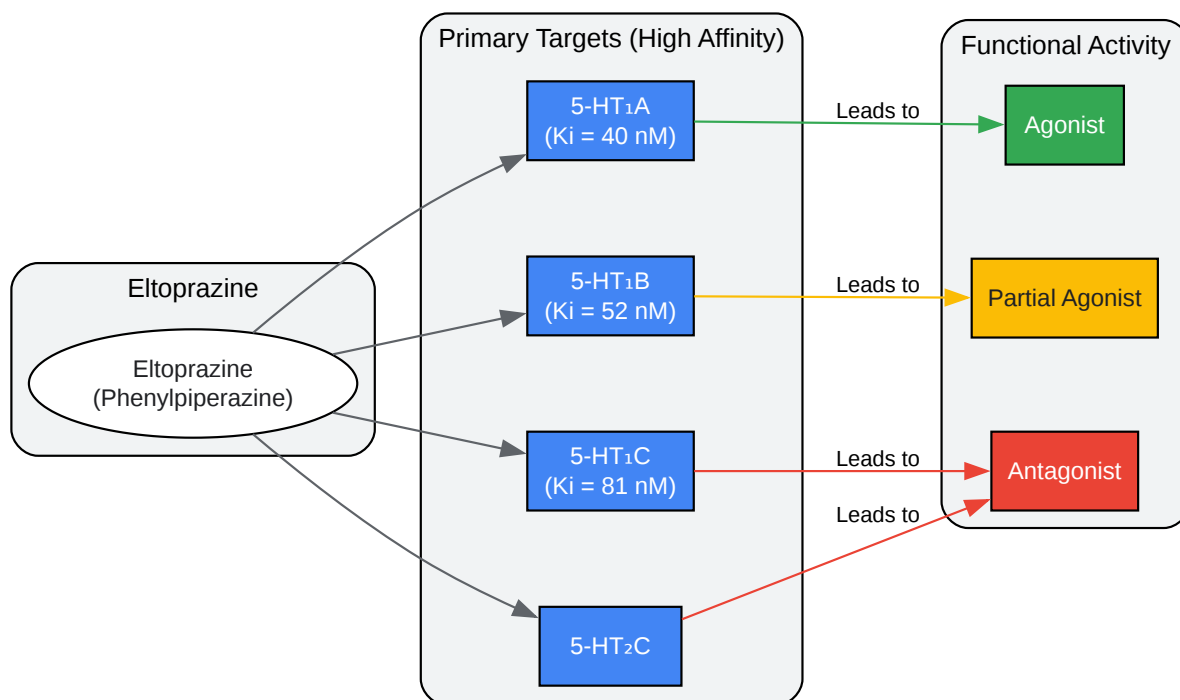 Primary Targets (High Affinity)
Functional Activity
5-HT₁A
(Ki = 40 nM)
Leads to
Agonist
Eltoprazine
5-HT₁B
(Ki = 52 nM)
Leads to
Partial Agonist
Eltoprazine
(Phenylpiperazine)
5-HT₁C
(Ki = 81 nM)
Leads to
Antagonist
Leads to
5-HT₂C